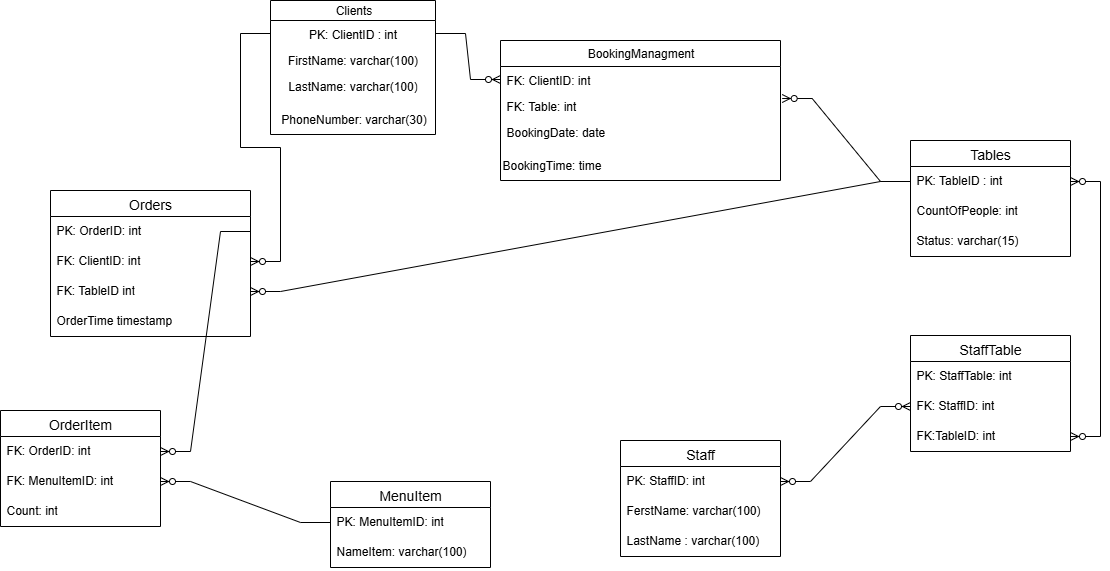 Clients
PK: ClientID : int
FirstName: varchar(100)
LastName: varchar(100)
PhoneNumber: varchar(30)
BookingManagment
FK: ClientID: int
FK: Table: int
BookingDate: date
BookingTime: time
Tables
PK: TableID : int
CountOfPeople: int
Status: varchar(15)
Orders
PK: OrderID: int
FK: ClientID: int
FK: TableID int
OrderTime timestamp
StaffTable
PK: StaffTable: int
FK: StaffID: int
FK:TableID: int
OrderItem
FK: OrderID: int
FK: MenuItemID: int
Count: int
Staff
PK: StaffID: int
FerstName: varchar(100)
LastName : varchar(100)
MenuItem
PK: MenuItemID: int
NameItem: varchar(100)